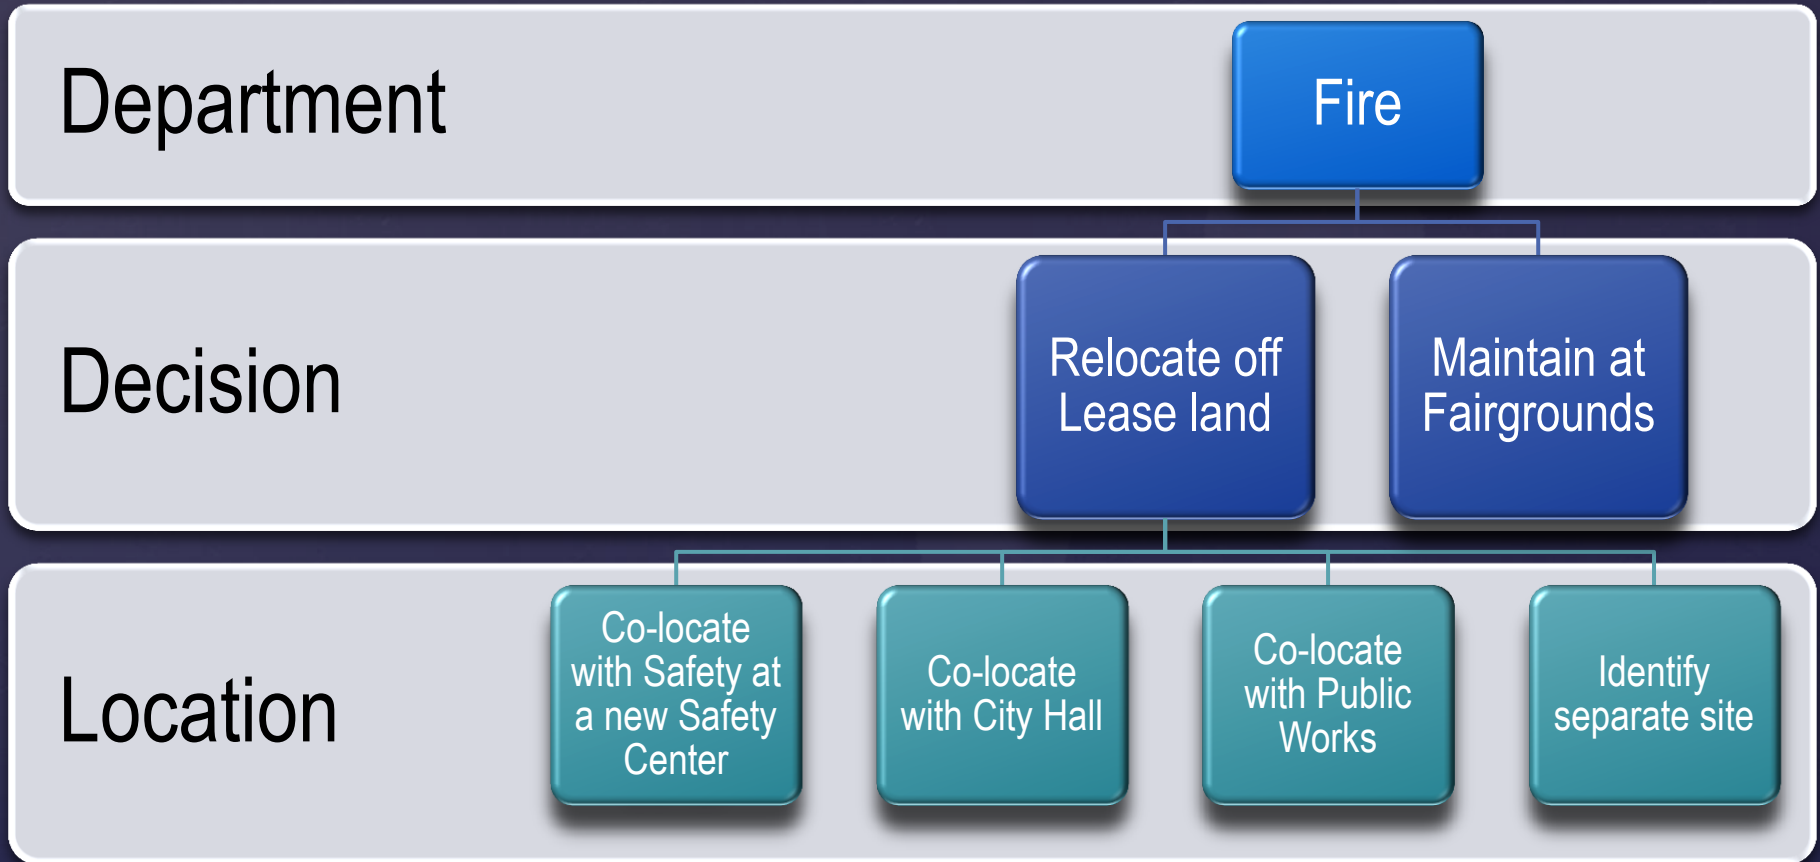 Department
Fire
Decision
Relocate off
Lease land
Maintain at
Fairgrounds
Location
Co-locate
with Safety at
a new Safety
Center
Co-locate
with City Hall
Co-locate
with Public
Works
Identify
separate site